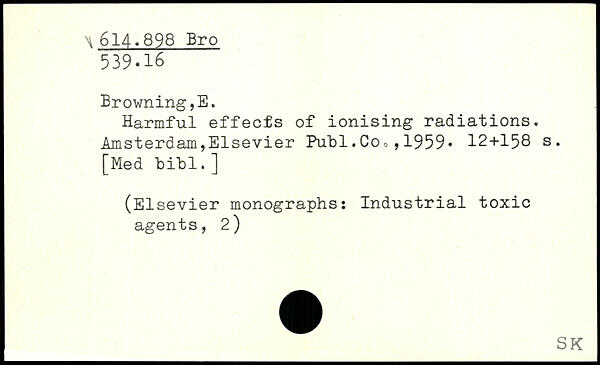 614.898 Bro
539.16
Browning,E.
Harmful effects of ionising radiations.
Amsterdam,Elsevier Publ.Co.,1959. 12+158 s.
[Med bibl.]
(Elsevier monographs: Industrial toxic
agents, 2)
SK